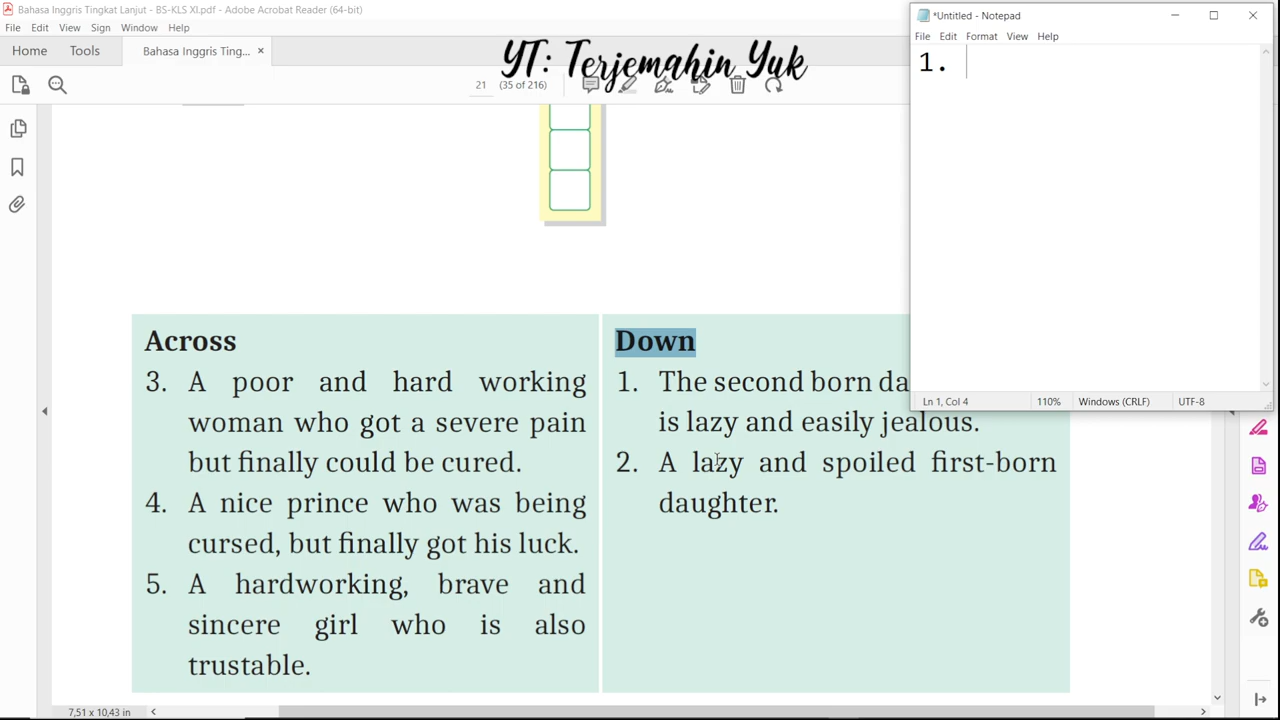 Bahasa Inggris Tingkat Lanjut - BS-KLS XI.pdf - Adobe Acrobat Reader (64-bit)
File Edit View Sign Window Help
Home Tools Bahasa Inggris Ting... ×
YT: Terjemahin Yuk
21 (35 of 216)
*Untitled - Notepad
File Edit Format View Help
1.
Ln 1, Col 4 110% Windows (CRLF) UTF-8
Across
3. A poor and hard working
woman who got a severe pain
but finally could be cured.
4. A nice prince who was being
cursed, but finally got his luck.
5. A hardworking, brave and
sincere girl who is also
trustable.
Down
1. The second born da
is lazy and easily jealous.
2. A lazy and spoiled first-born
daughter.
7,51 x 10,43 in